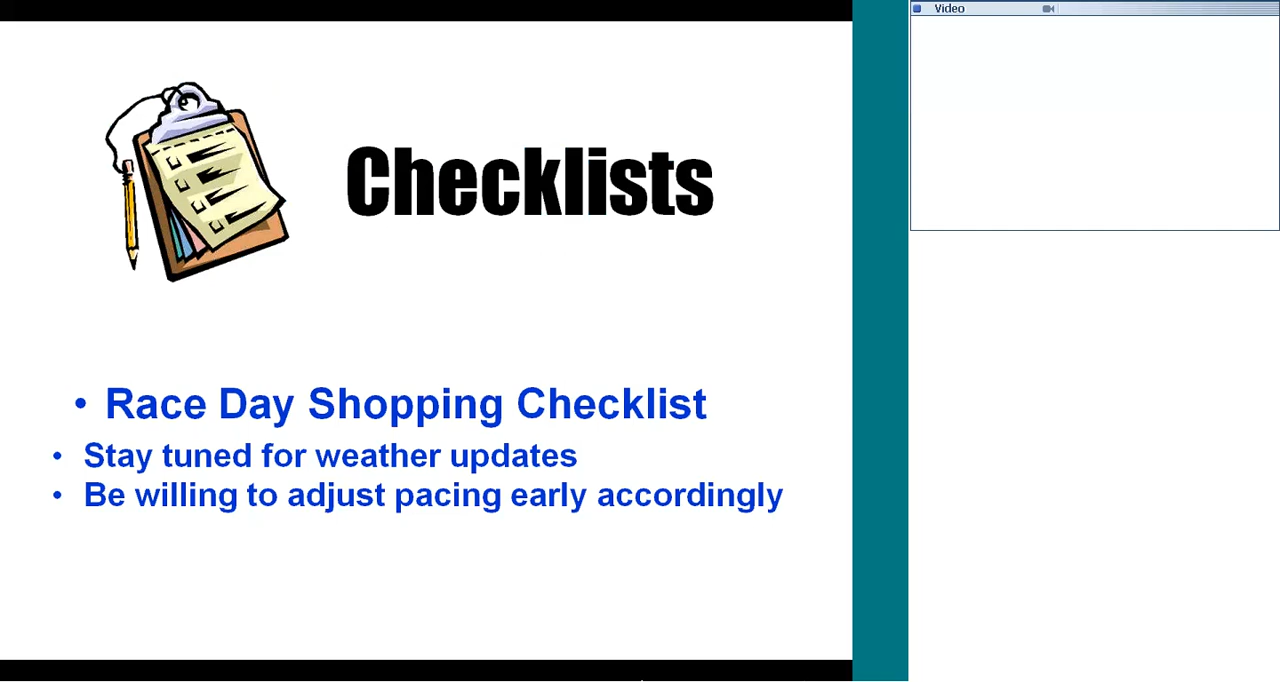 Video
Checklists
• Race Day Shopping Checklist
• Stay tuned for weather updates
• Be willing to adjust pacing early accordingly